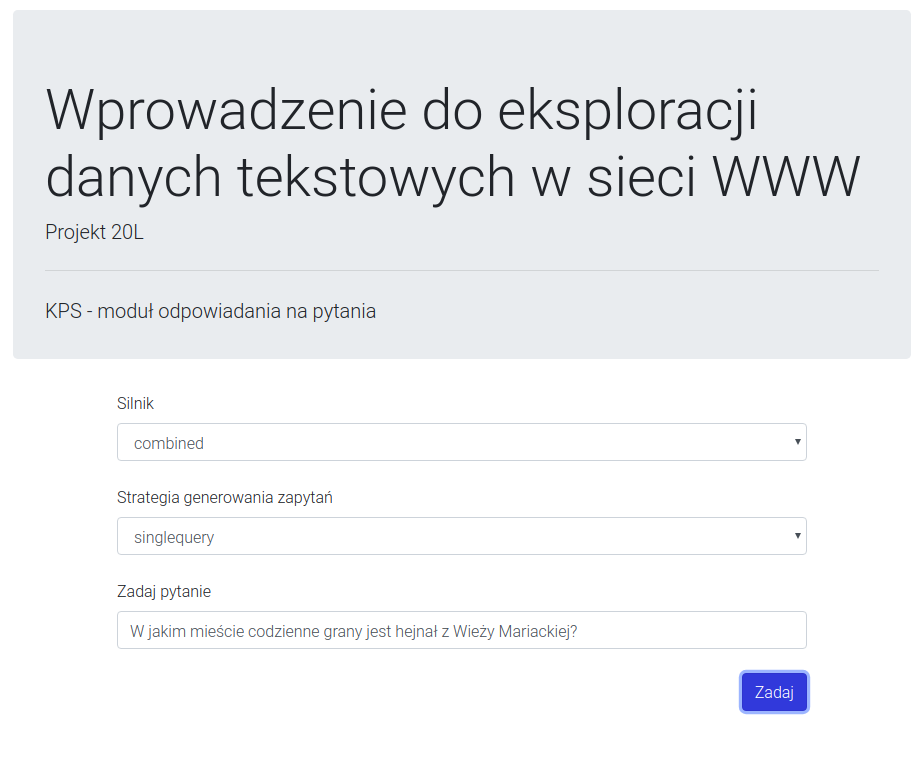 Wprowadzenie do eksploracji
danych tekstowych w sieci WWW
Projekt 20L
KPS - moduł odpowiadania na pytania
Silnik
combined
Strategia generowania zapytań
singlequery
Zadaj pytanie
W jakim mieście codzienne grany jest hejnał z Wieży Mariackiej?
Zadaj